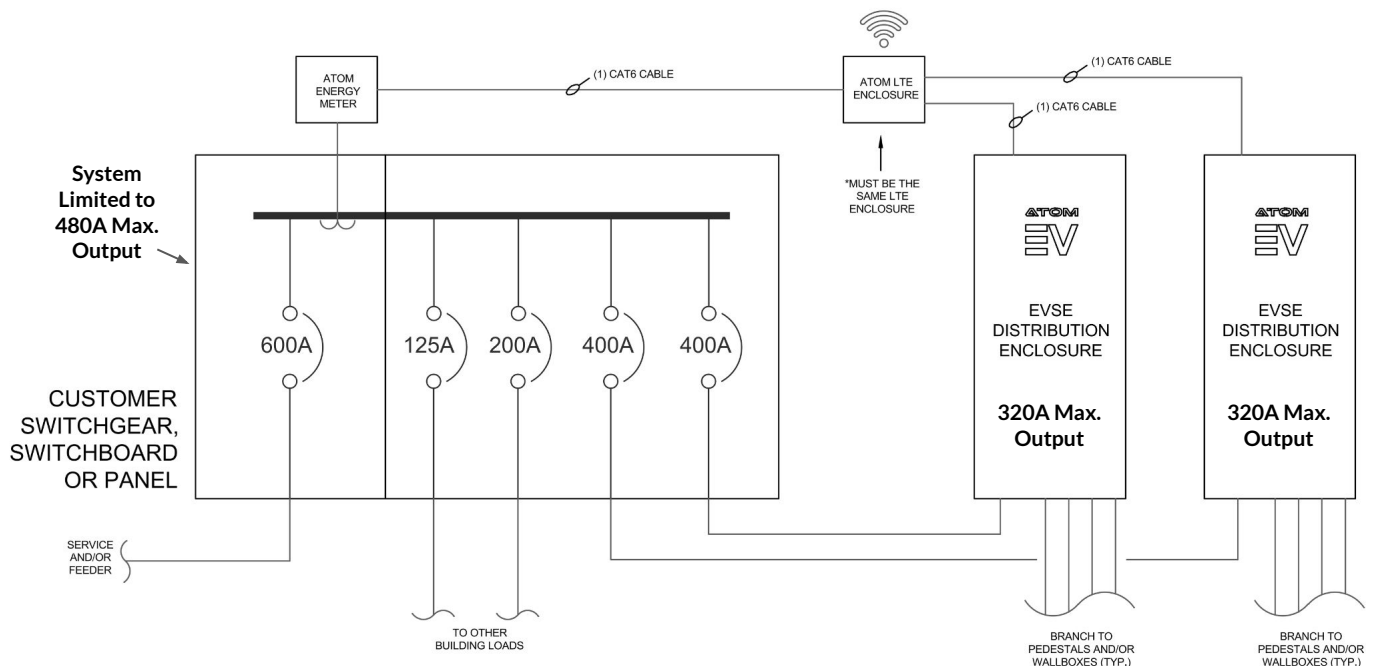 ATOM
ENERGY
METER
(1) CAT6 CABLE
ATOM LTE
ENCLOSURE
(1) CAT6 CABLE
(1) CAT6 CABLE
*MUST BE THE
SAME LTE
ENCLOSURE
System
Limited to
480A Max.
Output
600A
125A
200A
400A
400A
CUSTOMER
SWITCHGEAR,
SWITCHBOARD
OR PANEL
SERVICE
AND/OR
FEEDER
TO OTHER
BUILDING LOADS
ATOM
EV
EVSE
DISTRIBUTION
ENCLOSURE
320A Max.
Output
BRANCH TO
PEDESTALS AND/OR
WALLBOXES (TYP.)
ATOM
EV
EVSE
DISTRIBUTION
ENCLOSURE
320A Max.
Output
BRANCH TO
PEDESTALS AND/OR
WALLBOXES (TYP.)